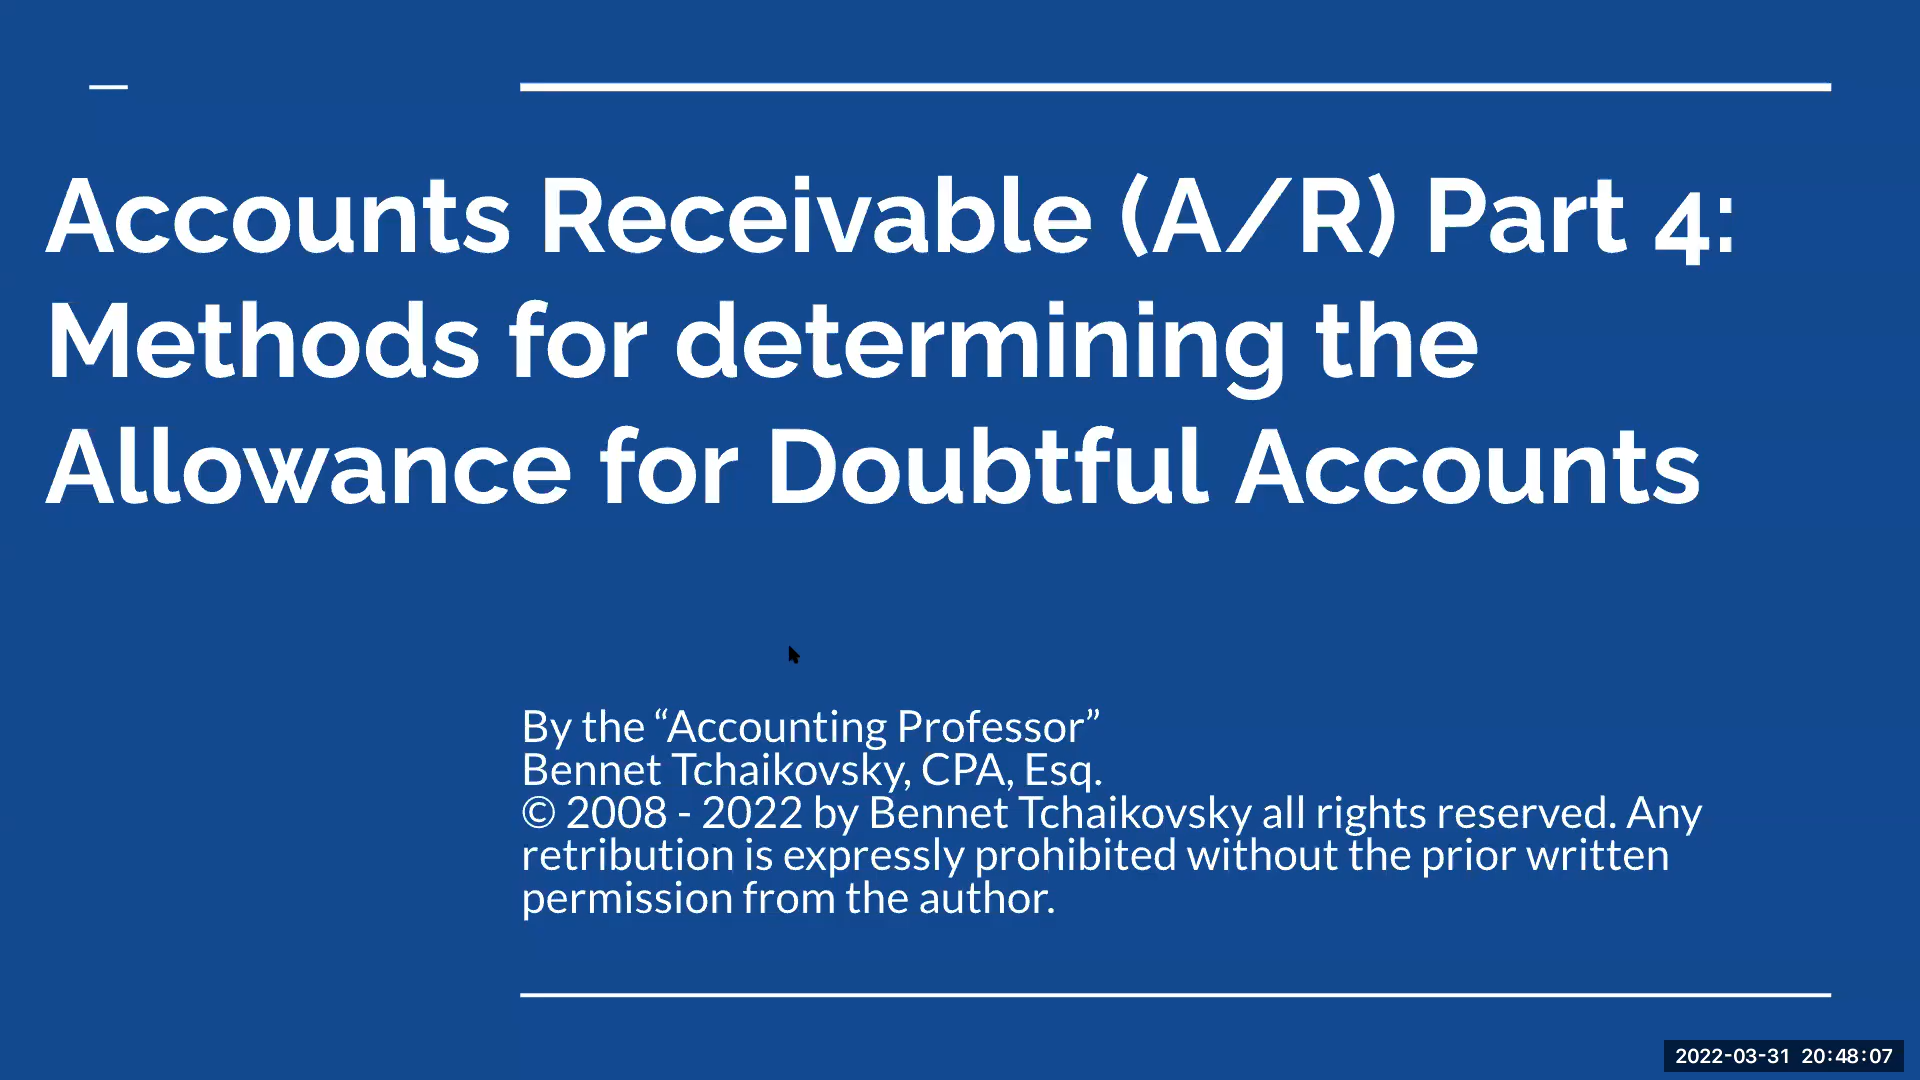 Accounts Receivable (A/R) Part 4:
Methods for determining the
Allowance for Doubtful Accounts
By the “Accounting Professor”
Bennet Tchaikovsky, CPA, Esq.
© 2008 - 2022 by Bennet Tchaikovsky all rights reserved. Any
retribution is expressly prohibited without the prior written
permission from the author.
2022-03-31 20:48:07